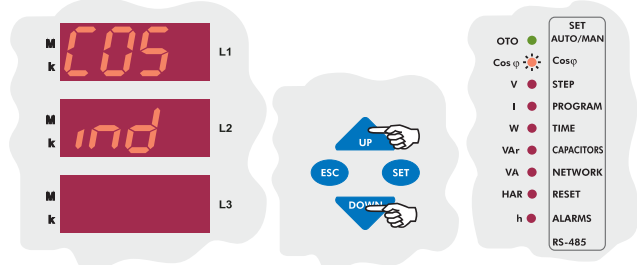 M
k
COS
L1
M
k
ind
L2
M
k
L3
UP
ESC
SET
DOWN
SET
OTO AUTO/MAN
Cos φ Cosφ
V STEP
I PROGRAM
W TIME
VAr CAPACITORS
VA NETWORK
HAR RESET
h ALARMS
RS-485